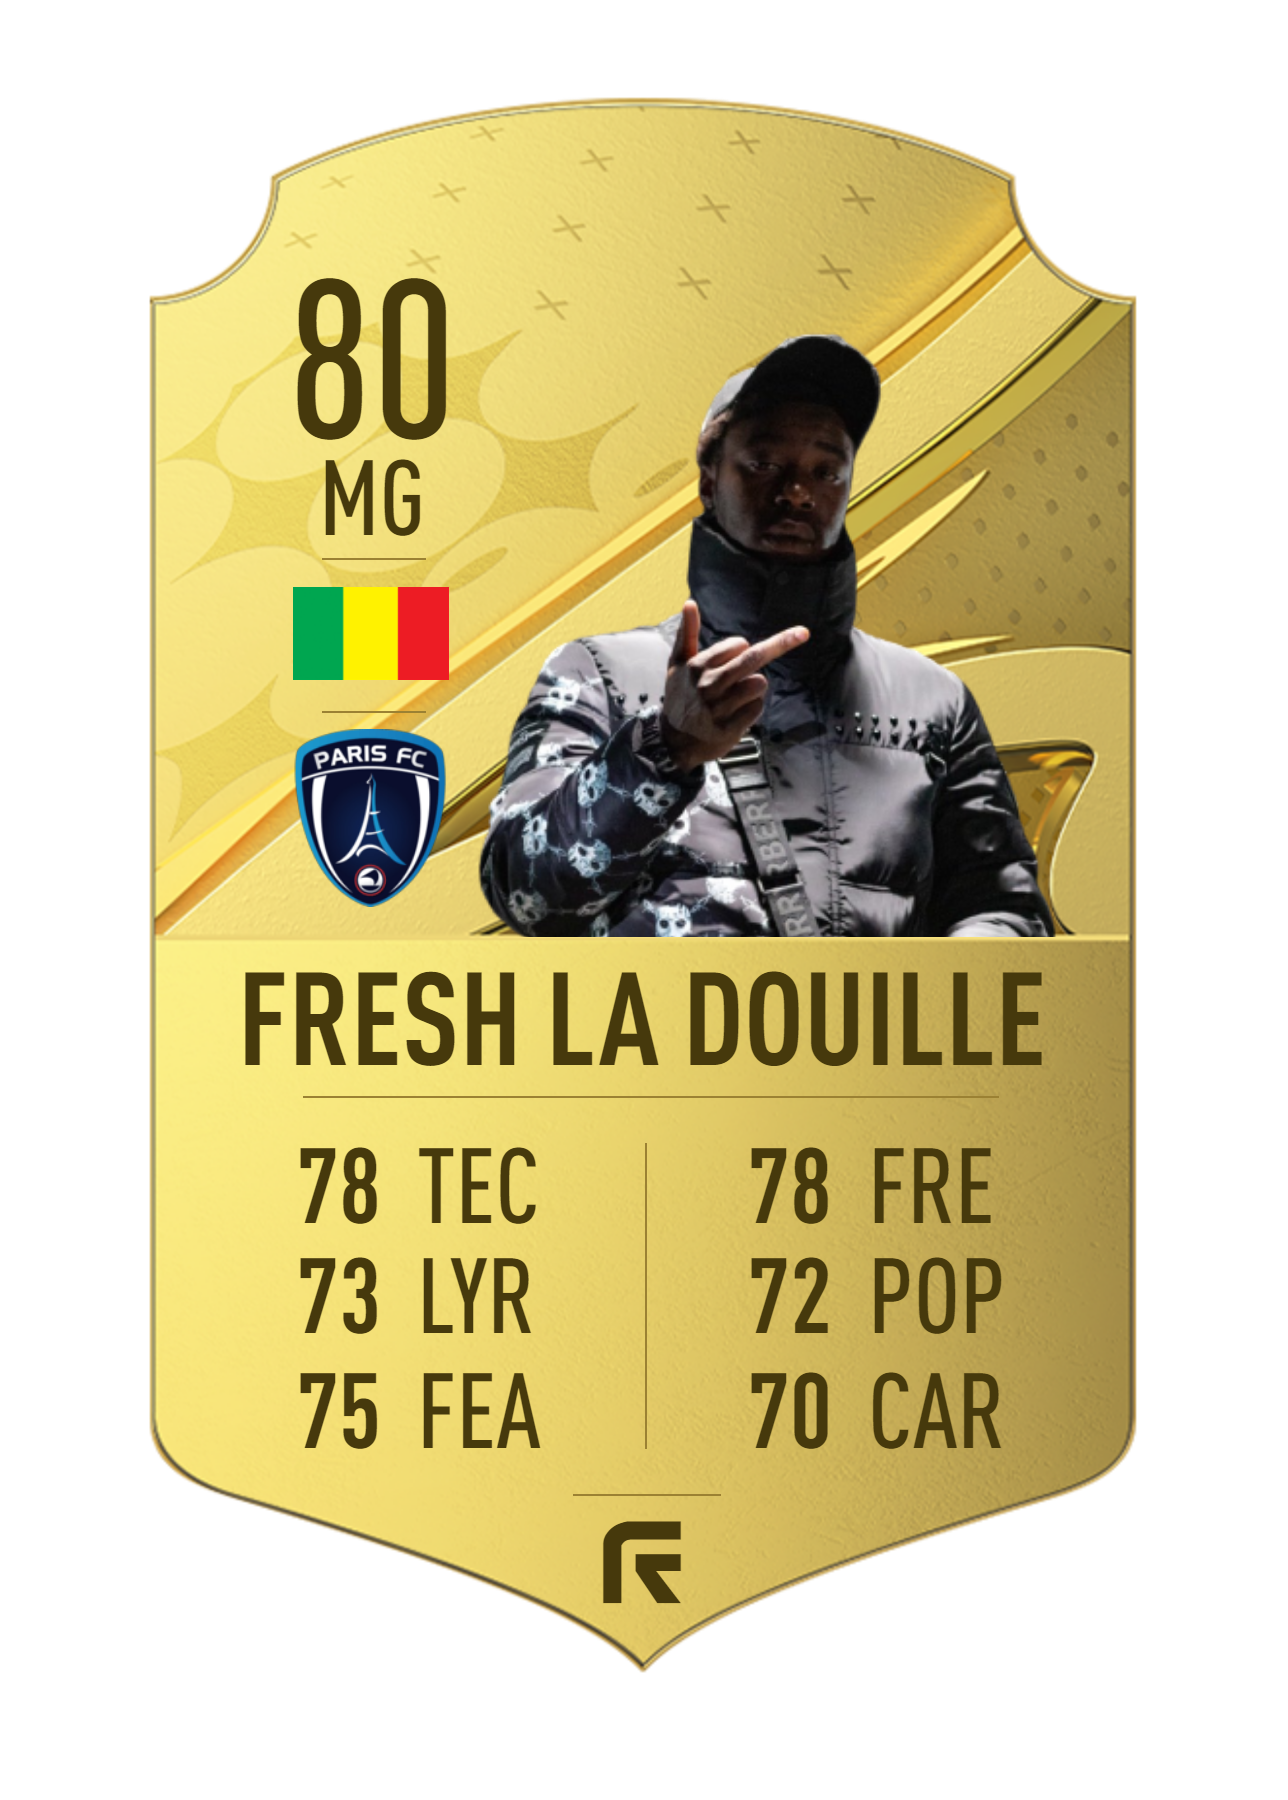 80
MG
PARIS FC
FRESH LA DOUILLE
78 TEC
73 LYR
75 FEA
78 FRE
72 POP
70 CAR